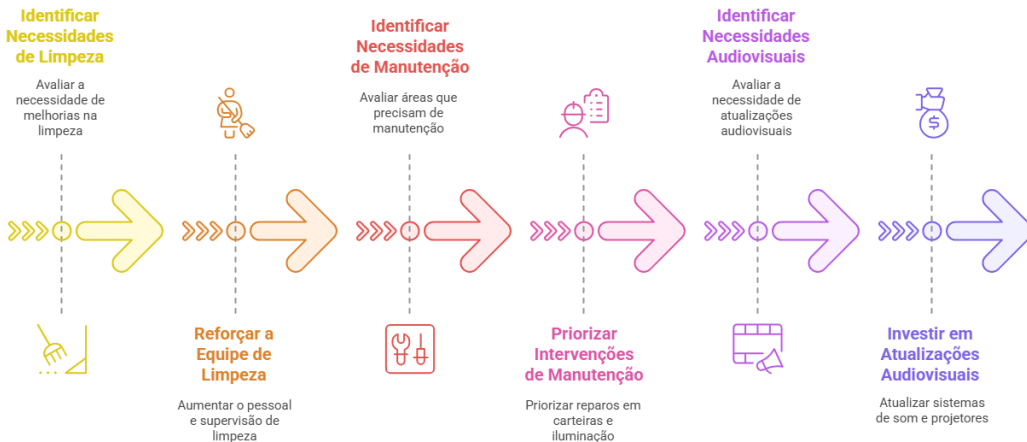 Identificar
Necessidades
de Limpeza
Avaliar a
necessidade de
melhorias na
limpeza
Reforçar a
Equipe de
Limpeza
Aumentar o pessoal
e supervisão de
limpeza
Identificar
Necessidades
de Manutenção
Avaliar áreas que
precisam de
manutenção
Priorizar
Intervenções
de Manutenção
Priorizar reparos em
carteiras e
iluminação
Identificar
Necessidades
Audiovisuais
Avaliar a
necessidade de
atualizações
audiovisuais
$
Investir em
Atualizações
Audiovisuais
Atualizar sistemas
de som e projetores